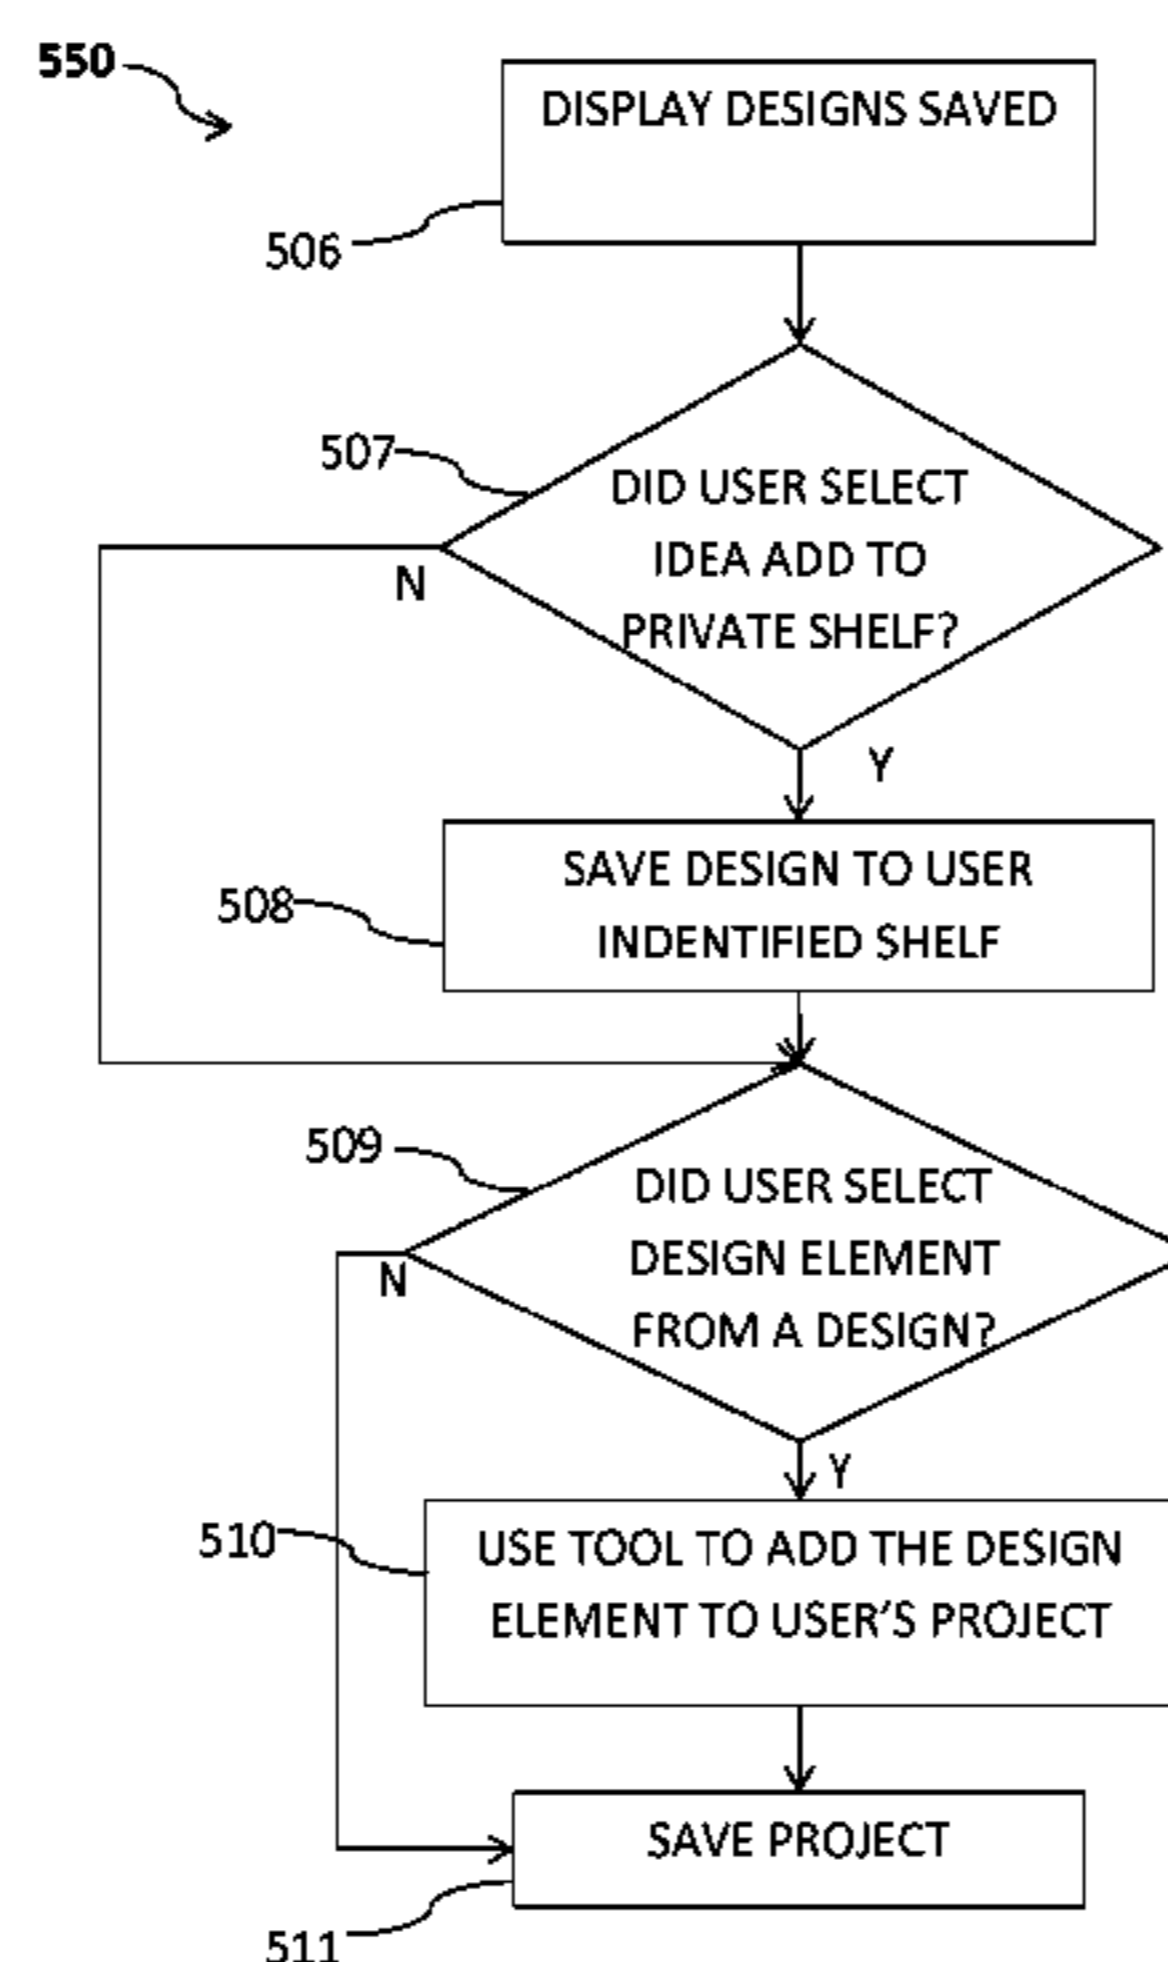 550
DISPLAY DESIGNS SAVED
506
507
DID USER SELECT
IDEA ADD TO
PRIVATE SHELF?
N
Y
SAVE DESIGN TO USER
INDENTIFIED SHELF
508
509
DID USER SELECT
DESIGN ELEMENT
FROM A DESIGN?
N
Y
510
USE TOOL TO ADD THE DESIGN
ELEMENT TO USER'S PROJECT
SAVE PROJECT
511